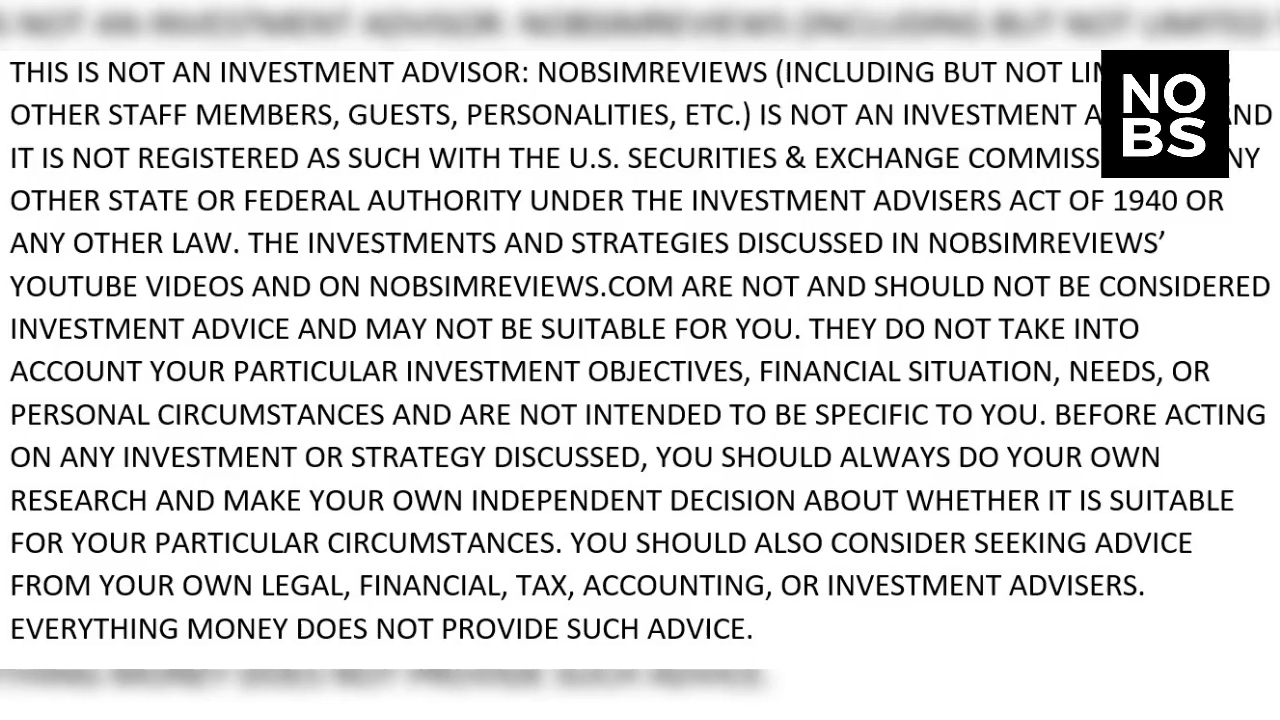 THIS IS NOT AN INVESTMENT ADVISOR: NOBSIMREVIEWS (INCLUDING BUT NOT
OTHER STAFF MEMBERS, GUESTS, PERSONALITIES, ETC.) IS NOT AN INVESTMENT
IT IS NOT REGISTERED AS SUCH WITH THE U.S. SECURITIES & EXCHANGE
OTHER STATE OR FEDERAL AUTHORITY UNDER THE INVESTMENT ADVISERS ACT OF 1940 OR
ANY OTHER LAW. THE INVESTMENTS AND STRATEGIES DISCUSSED IN NOBSIMREVIEWS’
YOUTUBE VIDEOS AND ON NOBSIMREVIEWS.COM ARE NOT AND SHOULD NOT BE CONSIDERED
INVESTMENT ADVICE AND MAY NOT BE SUITABLE FOR YOU. THEY DO NOT TAKE INTO
ACCOUNT YOUR PARTICULAR INVESTMENT OBJECTIVES, FINANCIAL SITUATION, NEEDS, OR
PERSONAL CIRCUMSTANCES AND ARE NOT INTENDED TO BE SPECIFIC TO YOU. BEFORE ACTING
ON ANY INVESTMENT OR STRATEGY DISCUSSED, YOU SHOULD ALWAYS DO YOUR OWN
RESEARCH AND MAKE YOUR OWN INDEPENDENT DECISION ABOUT WHETHER IT IS SUITABLE
FOR YOUR PARTICULAR CIRCUMSTANCES. YOU SHOULD ALSO CONSIDER SEEKING ADVICE
FROM YOUR OWN LEGAL, FINANCIAL, TAX, ACCOUNTING, OR INVESTMENT ADVISERS.
EVERYTHING MONEY DOES NOT PROVIDE SUCH ADVICE.
NO
BS